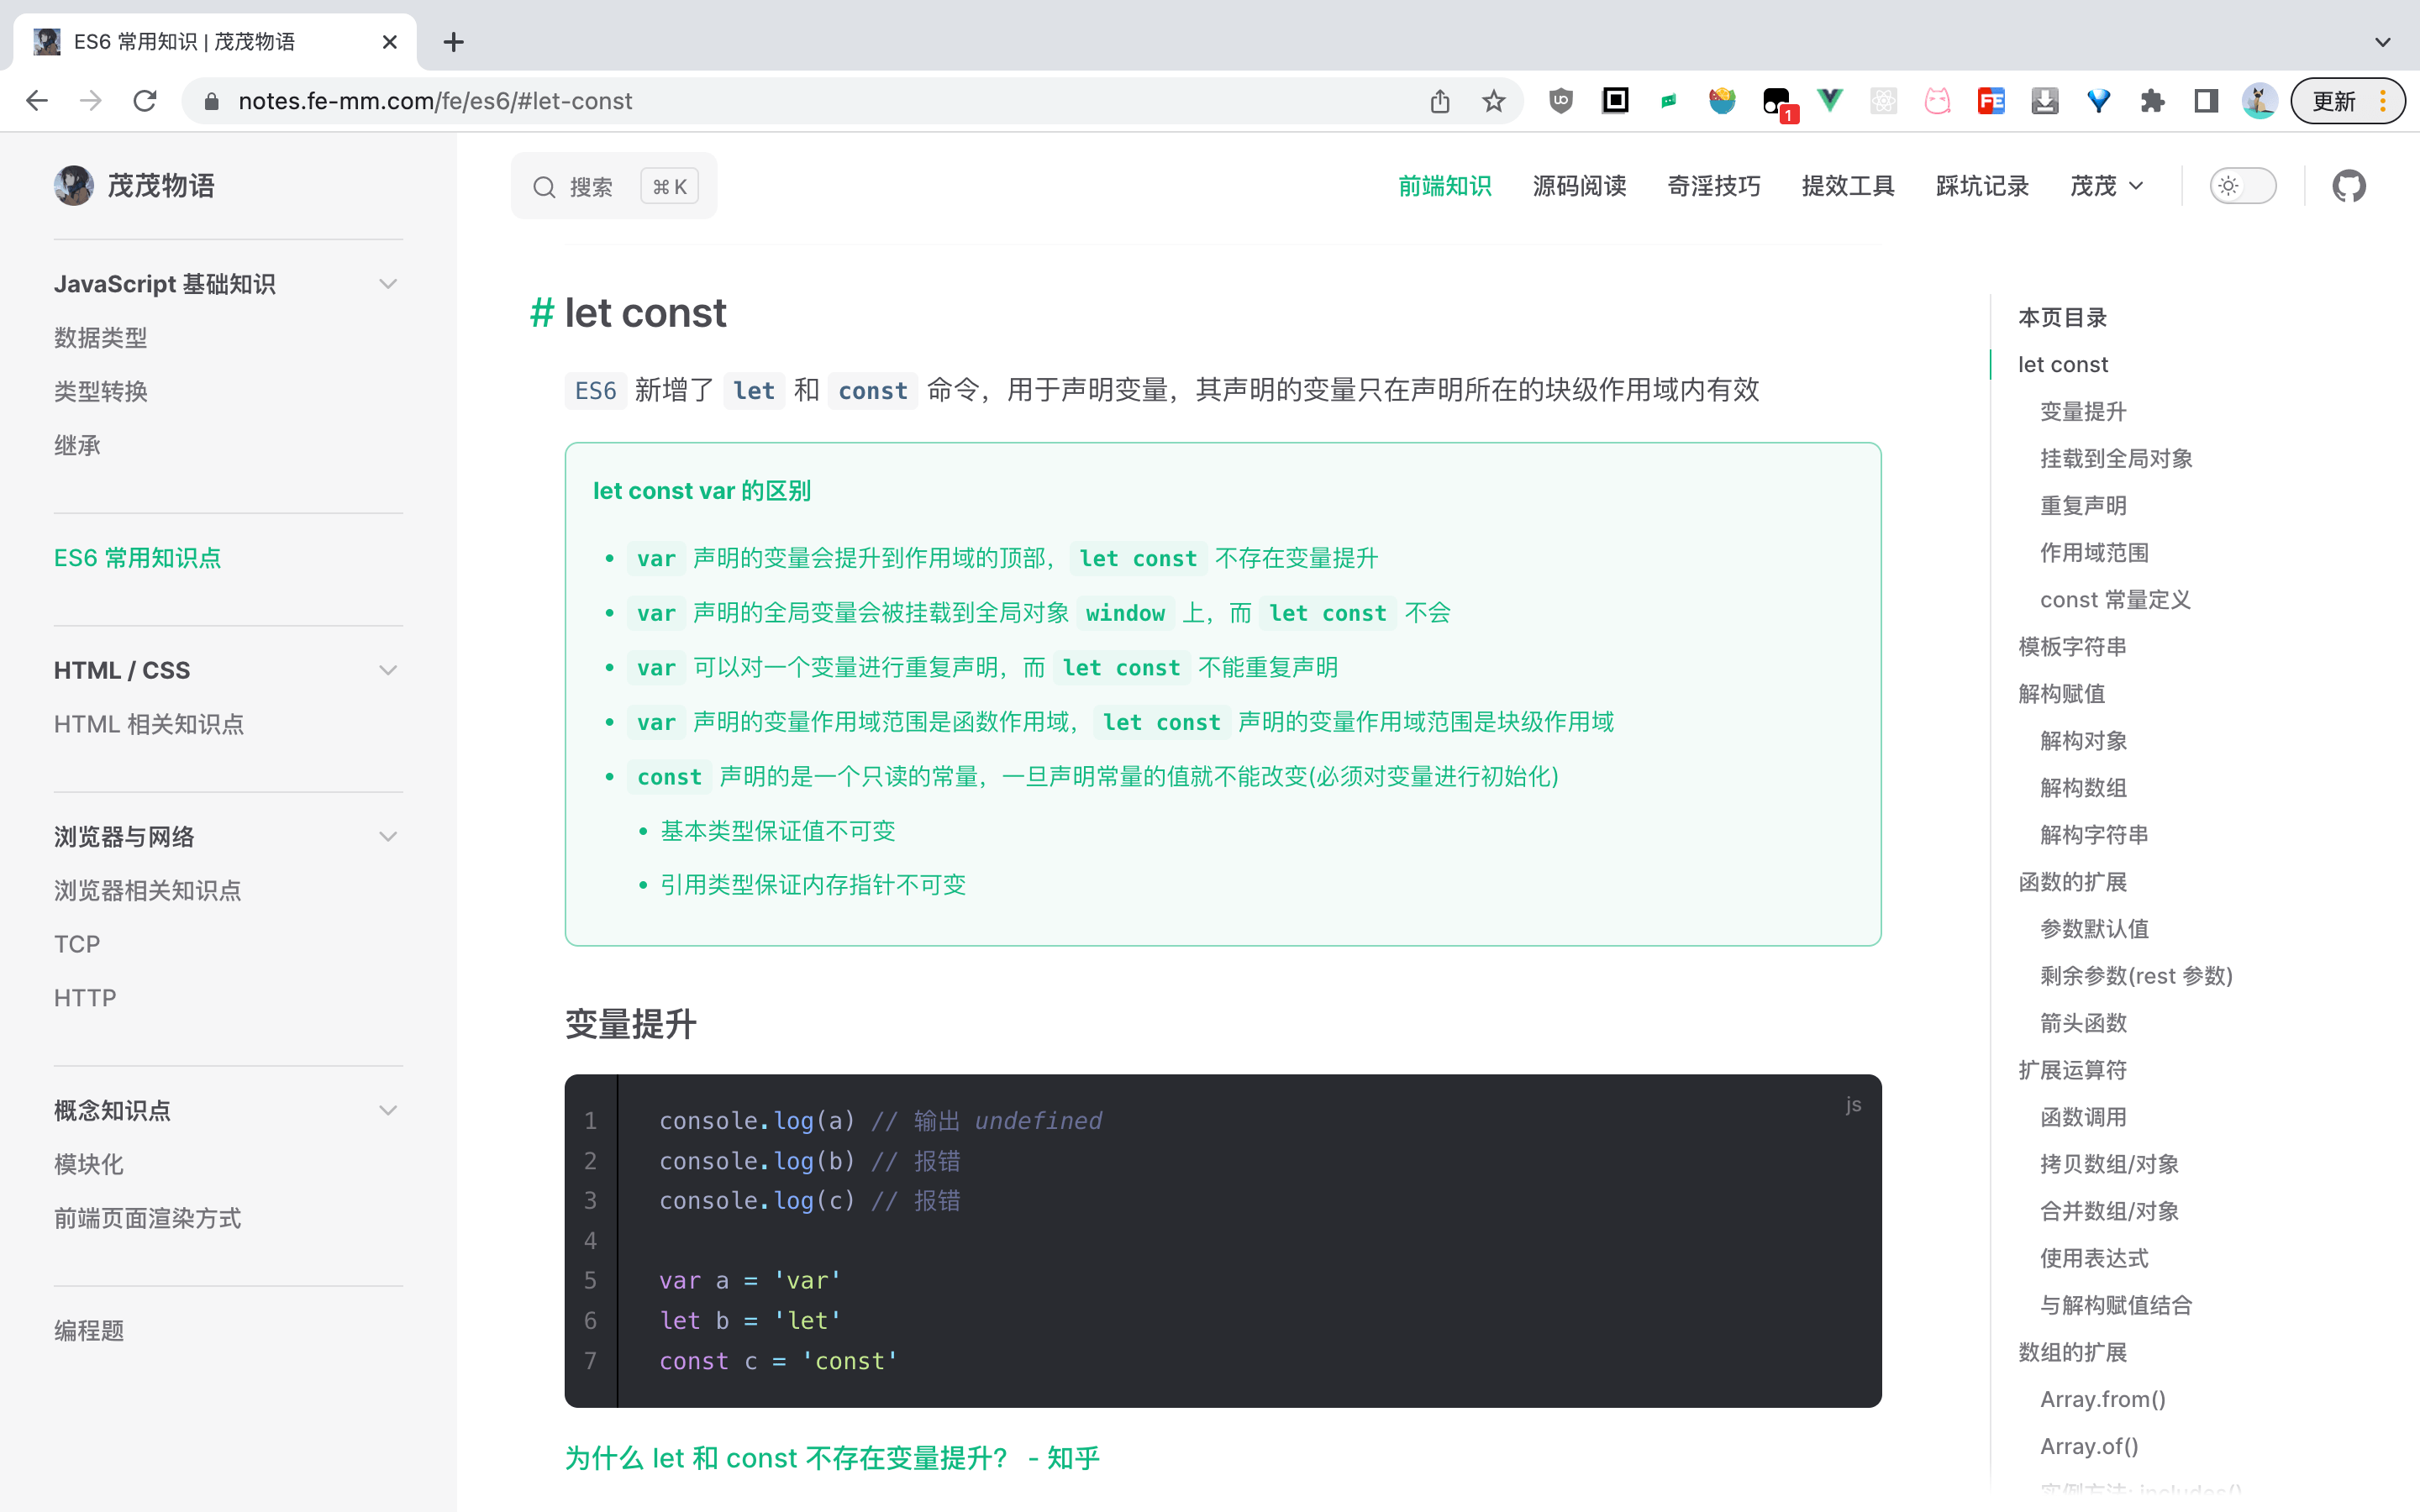 ES6 常用知识 | 茂茂物语
notes.fe-mm.com/fe/es6/#let-const
1
更新
茂茂物语
搜索 ⌘ K
前端知识 源码阅读 奇淫技巧 提效工具 踩坑记录 茂茂
JavaScript 基础知识
数据类型
类型转换
继承
ES6 常用知识点
HTML / CSS
HTML 相关知识点
浏览器与网络
浏览器相关知识点
TCP
HTTP
概念知识点
模块化
前端页面渲染方式
编程题
# let const
ES6 新增了 let 和 const 命令，用于声明变量，其声明的变量只在声明所在的块级作用域内有效
let const var 的区别
• var 声明的变量会提升到作用域的顶部， let const 不存在变量提升
• var 声明的全局变量会被挂载到全局对象 window 上，而 let const 不会
• var 可以对一个变量进行重复声明，而 let const 不能重复声明
• var 声明的变量作用域范围是函数作用域， let const 声明的变量作用域范围是块级作用域
• const 声明的是一个只读的常量，一旦声明常量的值就不能改变(必须对变量进行初始化)
• 基本类型保证值不可变
• 引用类型保证内存指针不可变
变量提升
js
1 console.log(a) // 输出 undefined
2 console.log(b) // 报错
3 console.log(c) // 报错
4
5 var a = 'var'
6 let b = 'let'
7 const c = 'const'
为什么 let 和 const 不存在变量提升？ - 知乎
本页目录
let const
变量提升
挂载到全局对象
重复声明
作用域范围
const 常量定义
模板字符串
解构赋值
解构对象
解构数组
解构字符串
函数的扩展
参数默认值
剩余参数(rest 参数)
箭头函数
扩展运算符
函数调用
拷贝数组/对象
合并数组/对象
使用表达式
与解构赋值结合
数组的扩展
Array.from()
Array.of()
实例方法: includes()